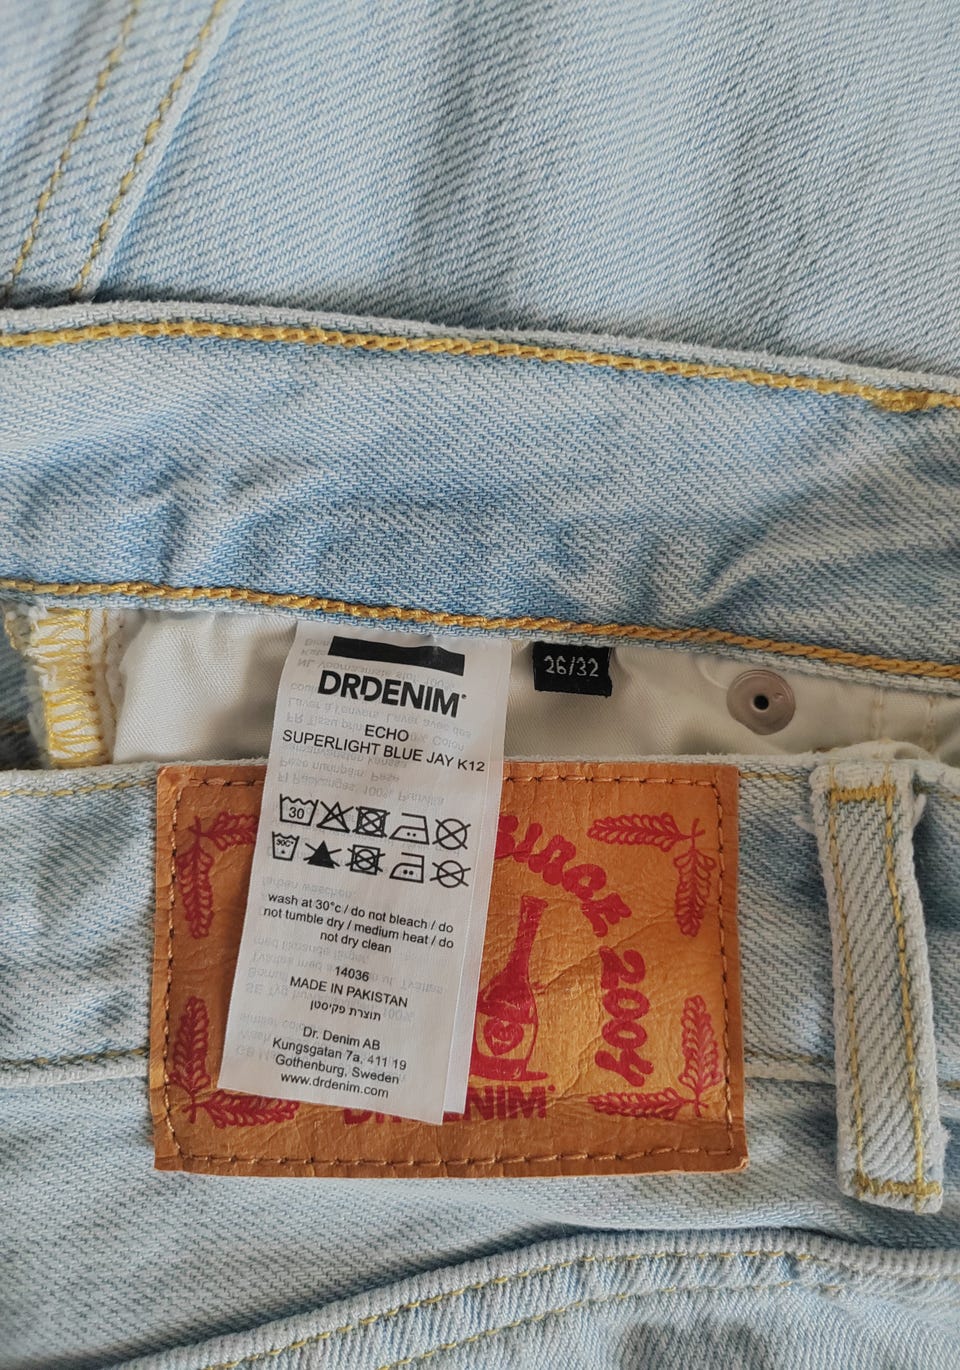 DRDENIM
26/32
ECHO
SUPERLIGHT BLUE JAY K12
30
30°C
wash at 30°c / do not bleach / do
not tumble dry / medium heat / do
not dry clean
14036
MADE IN PAKISTAN
תוצרת פקיסטן
Dr. Denim AB
Kungsgatan 7a, 411 19
Gothenburg, Sweden
www.drdenim.com
SINCE 2004
DRDENIM